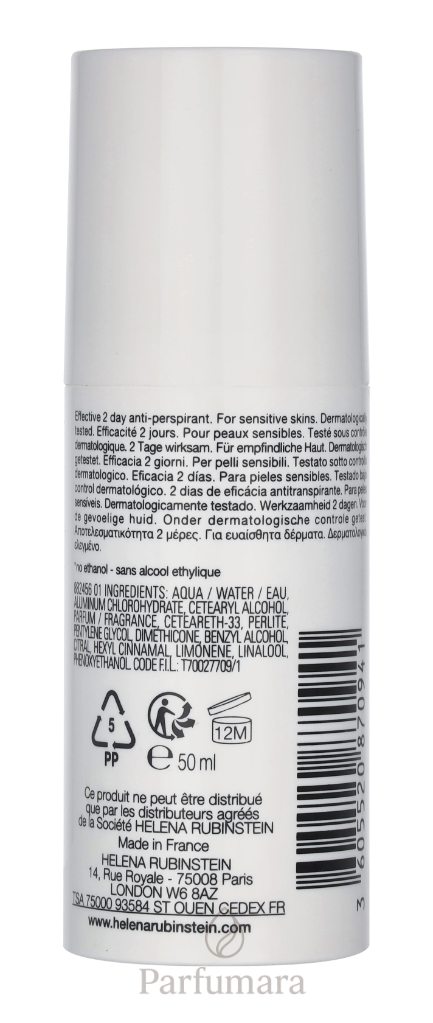 Effective 2 day anti-perspirant. For sensitive skins. Dermatologically
tested. Efficacité 2 jours. Pour peaux sensibles. Testé sous contrôle
dermatologique. 2 Tage wirksam. Für empfindliche Haut. Dermatologisch
getestet. Efficacia 2 giorni. Per pelli sensibili. Testato sotto controllo
dermatologico. Eficacia 2 días. Para pieles sensibles. Testado bajo
control dermatológico. 2 dias de eficácia antitranspirante. Para peles
sensíveis. Dermatologicamente testado. Werkzaamheid 2 dagen. Voor
de gevoelige huid. Onder dermatologische controle getest.
Αποτελεσματικότητα 2 μέρες. Για ευαίσθητα δέρματα. Δερματολογικά
ελεγμένο.
*no ethanol - sans alcool ethylique
882456 01 INGREDIENTS: AQUA / WATER / EAU,
ALUMINUM CHLOROHYDRATE, CETEARYL ALCOHOL,
PARFUM / FRAGRANCE, CETEARETH-33, PERLITE,
PENTYLENE GLYCOL, DIMETHICONE, BENZYL ALCOHOL,
CITRAL, HEXYL CINNAMAL, LIMONENE, LINALOOL,
PHENOXYETHANOL. CODE F.I.L.: T70027709/1
5
PP
12M
e 50 ml
Ce produit ne peut être distribué
que par les distributeurs agréés
de la Société HELENA RUBINSTEIN
Made in France
HELENA RUBINSTEIN
14, Rue Royale - 75008 Paris
LONDON W6 8AZ
TSA 75000 93584 ST OUEN CEDEX FR
www.helenarubinstein.com
3 605520 870941
Parfumara